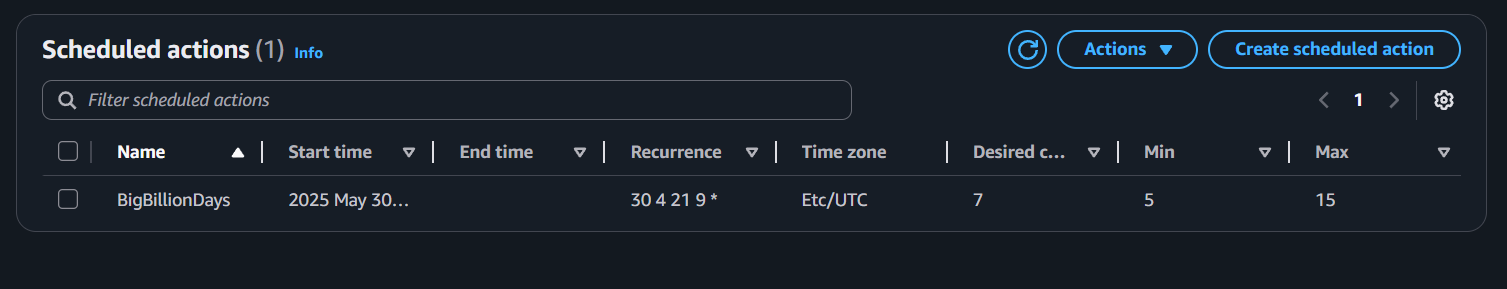 Scheduled actions (1) Info Actions Create scheduled action
Filter scheduled actions 1
Name Start time End time Recurrence Time zone Desired c... Min Max
BigBillionDays 2025 May 30... 30 4 21 9 * Etc/UTC 7 5 15